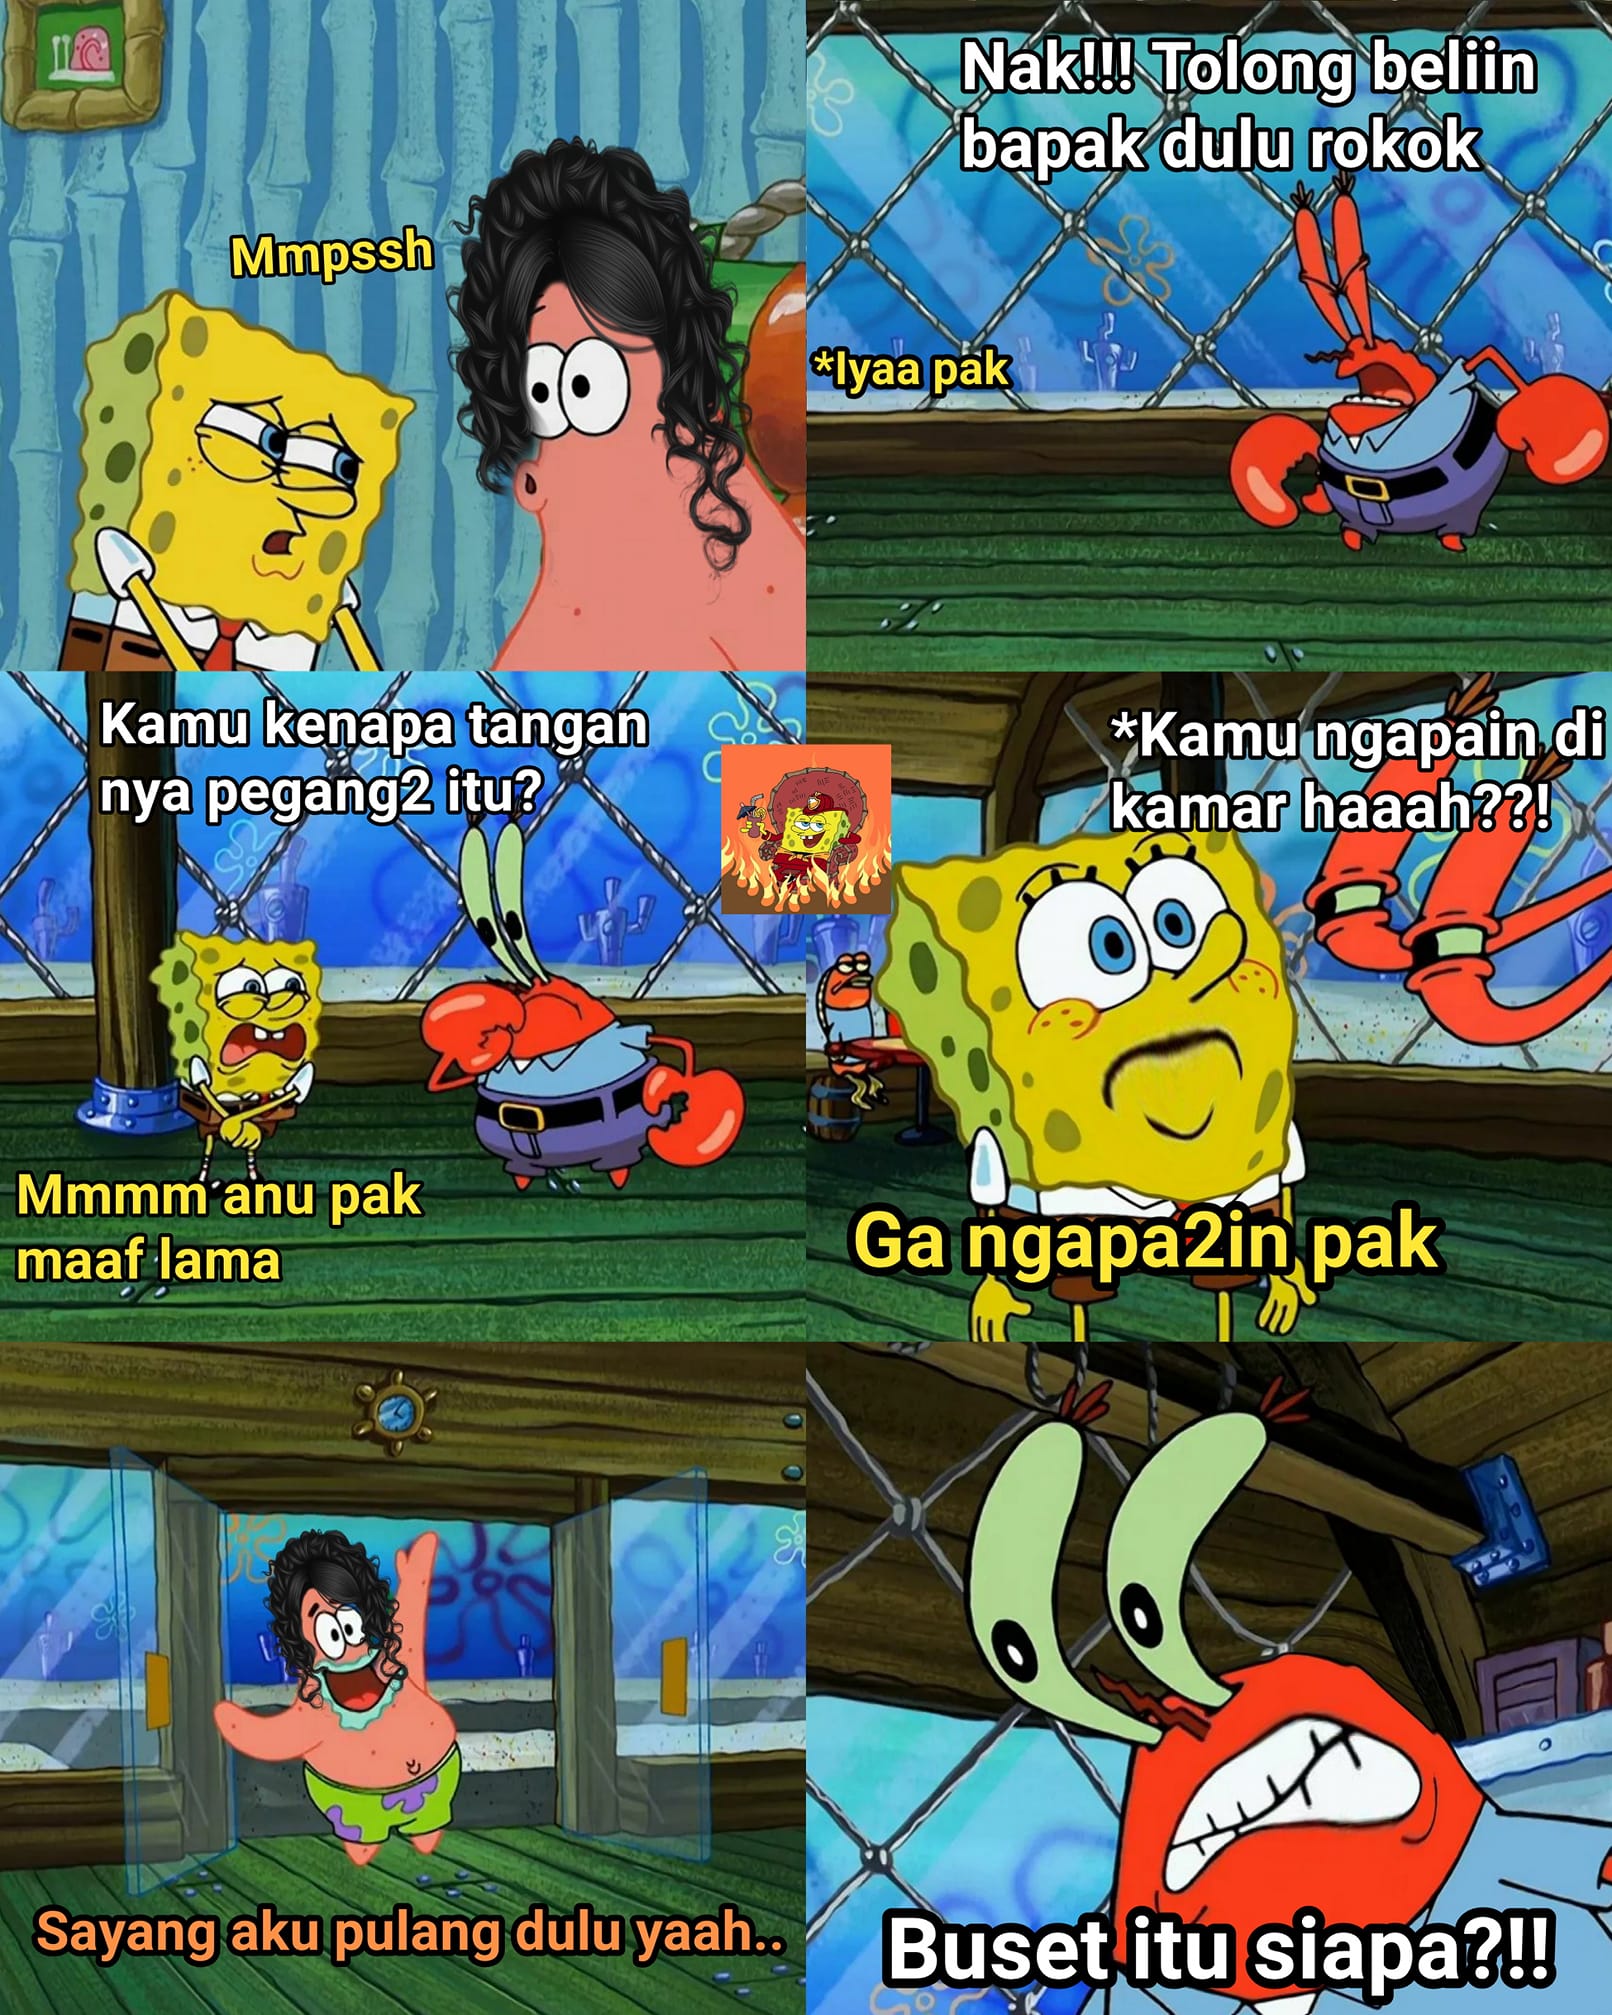 Mmpssh
Nak!!! Tolong beliin
bapak dulu rokok
*Iyaa pak
Kamu kenapa tangan
nya pegang2 itu?
Mmmm anu pak
maaf lama
*Kamu ngapain di
kamar haaah??!
Ga ngapa2in pak
Sayang aku pulang dulu yaah..
Buset itu siapa?!!